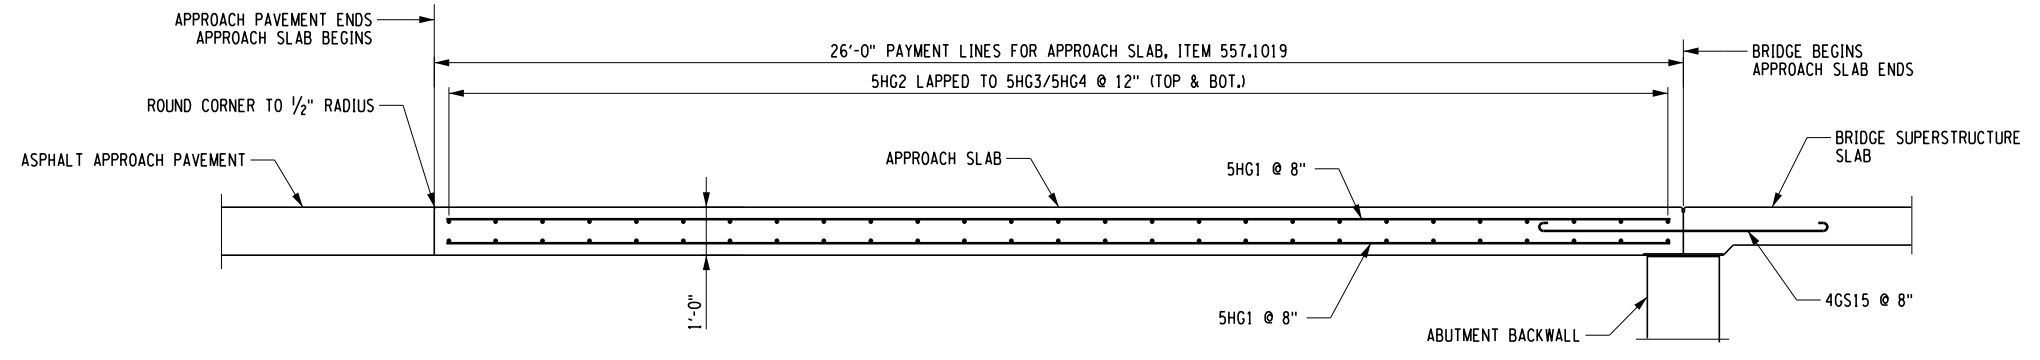 APPROACH PAVEMENT ENDS
APPROACH SLAB BEGINS
26'-0" PAYMENT LINES FOR APPROACH SLAB, ITEM 557.1019
BRIDGE BEGINS
APPROACH SLAB ENDS
5HG2 LAPPED TO 5HG3/5HG4 @ 12" (TOP & BOT.)
ROUND CORNER TO ½" RADIUS
ASPHALT APPROACH PAVEMENT
APPROACH SLAB
5HG1 @ 8"
BRIDGE SUPERSTRUCTURE
SLAB
1'-0"
5HG1 @ 8"
4GS15 @ 8"
ABUTMENT BACKWALL